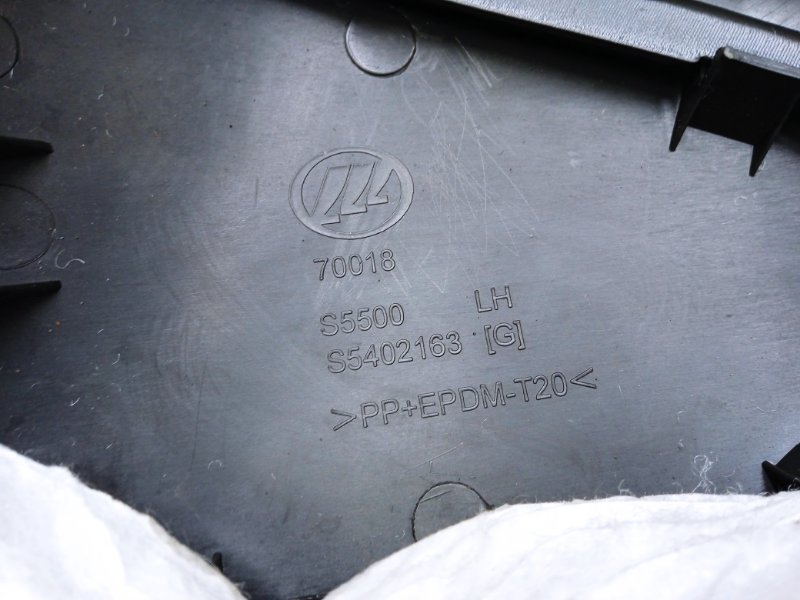 70018
S5500 LH
S5402163 [G]
>PP+EPDM-T20<